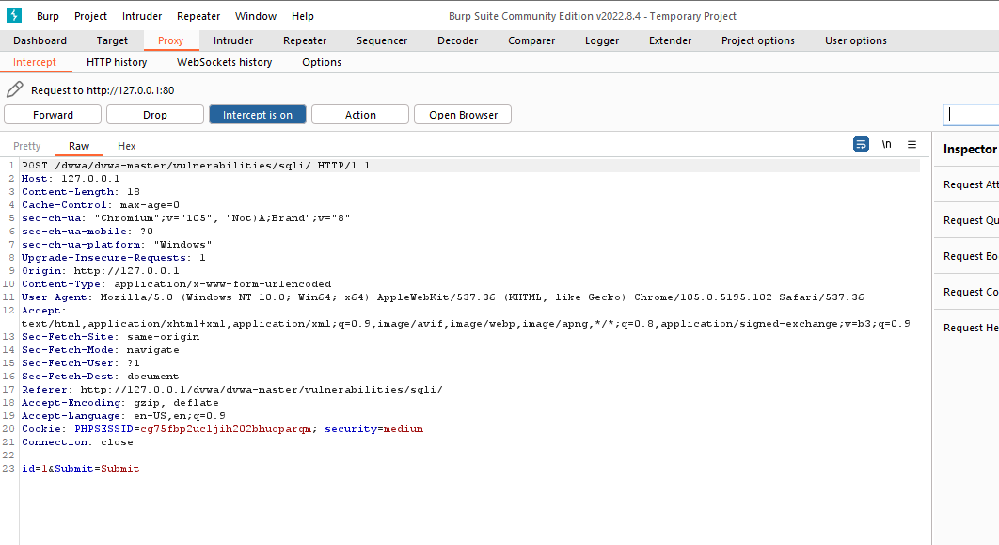 Burp Project Intruder Repeater Window Help Burp Suite Community Edition v2022.8.4 - Temporary Project
Dashboard Target Proxy Intruder Repeater Sequencer Decoder Comparer Logger Extender Project options User options
Intercept HTTP history WebSockets history Options
Request to http://127.0.0.1:80
Forward Drop Intercept is on Action Open Browser
Pretty Raw Hex \n ≡
Inspector
Request Att
Request Qu
Request Bo
Request Co
Request He
1 POST /dvwa/dvwa-master/vulnerabilities/sqli/ HTTP/1.1
2 Host: 127.0.0.1
3 Content-Length: 18
4 Cache-Control: max-age=0
5 sec-ch-ua: "Chromium";v="105", "Not)A;Brand";v="8"
6 sec-ch-ua-mobile: ?0
7 sec-ch-ua-platform: "Windows"
8 Upgrade-Insecure-Requests: 1
9 Origin: http://127.0.0.1
10 Content-Type: application/x-www-form-urlencoded
11 User-Agent: Mozilla/5.0 (Windows NT 10.0; Win64; x64) AppleWebKit/537.36 (KHTML, like Gecko) Chrome/105.0.5195.102 Safari/537.36
12 Accept:
text/html,application/xhtml+xml,application/xml;q=0.9,image/avif,image/webp,image/apng,*/*;q=0.8,application/signed-exchange;v=b3;q=0.9
13 Sec-Fetch-Site: same-origin
14 Sec-Fetch-Mode: navigate
15 Sec-Fetch-User: ?1
16 Sec-Fetch-Dest: document
17 Referer: http://127.0.0.1/dvwa/dvwa-master/vulnerabilities/sqli/
18 Accept-Encoding: gzip, deflate
19 Accept-Language: en-US,en;q=0.9
20 Cookie: PHPSESSID=cg75fbp2ucljih202bhuoparqm; security=medium
21 Connection: close
22
23 id=1&Submit=Submit